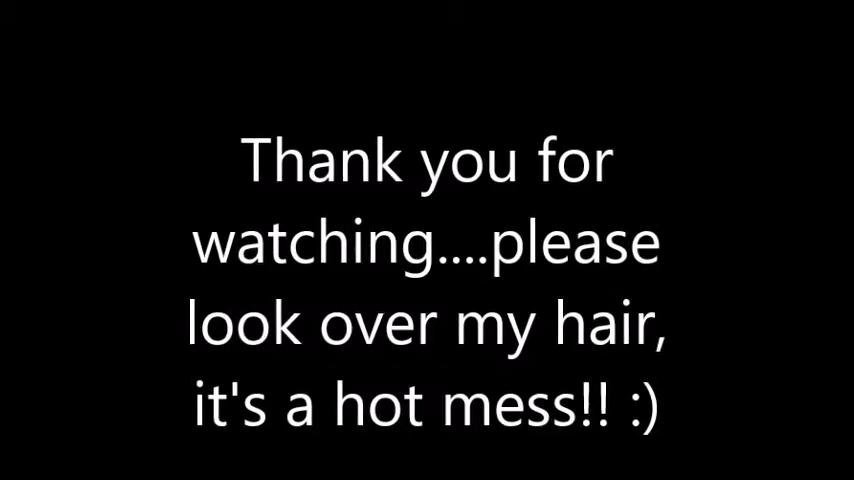 Thank you for
watching....please
look over my hair,
it's a hot mess!! :)